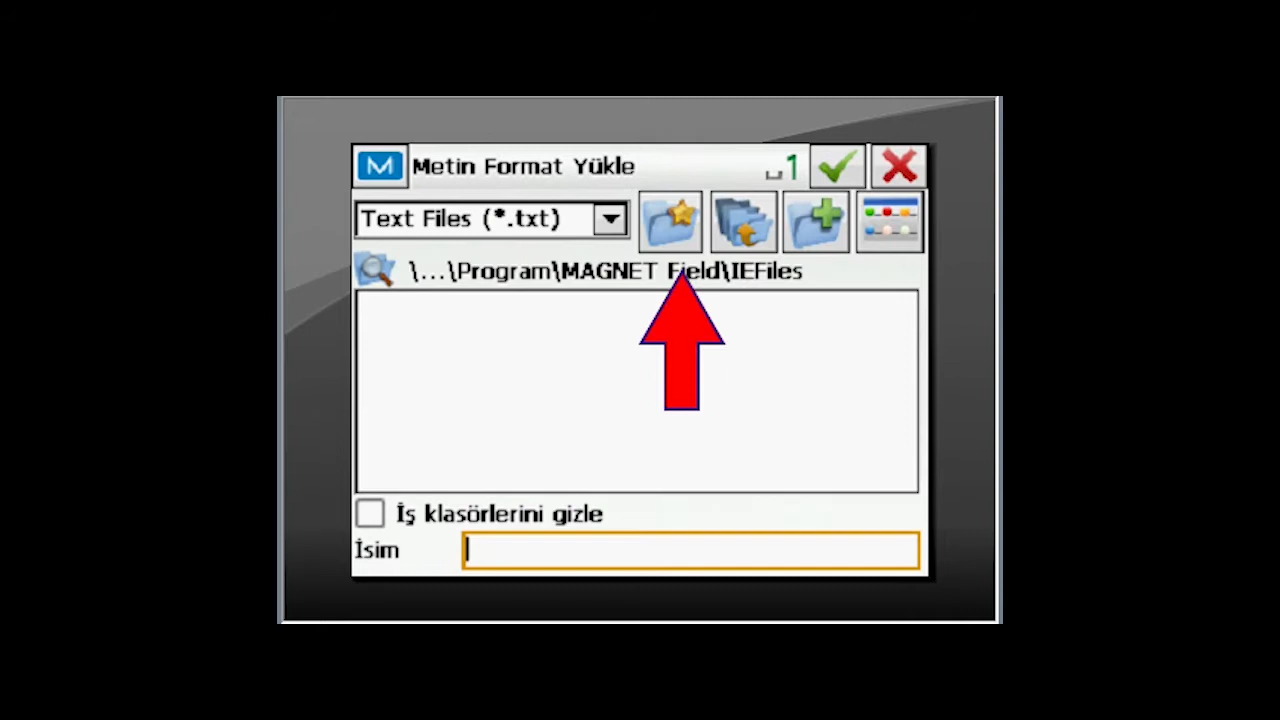 M Metin Format Yükle 1
Text Files (*.txt)
\...\Program\MAGNET Field\IEFiles
İş klasörlerini gizle
İsim